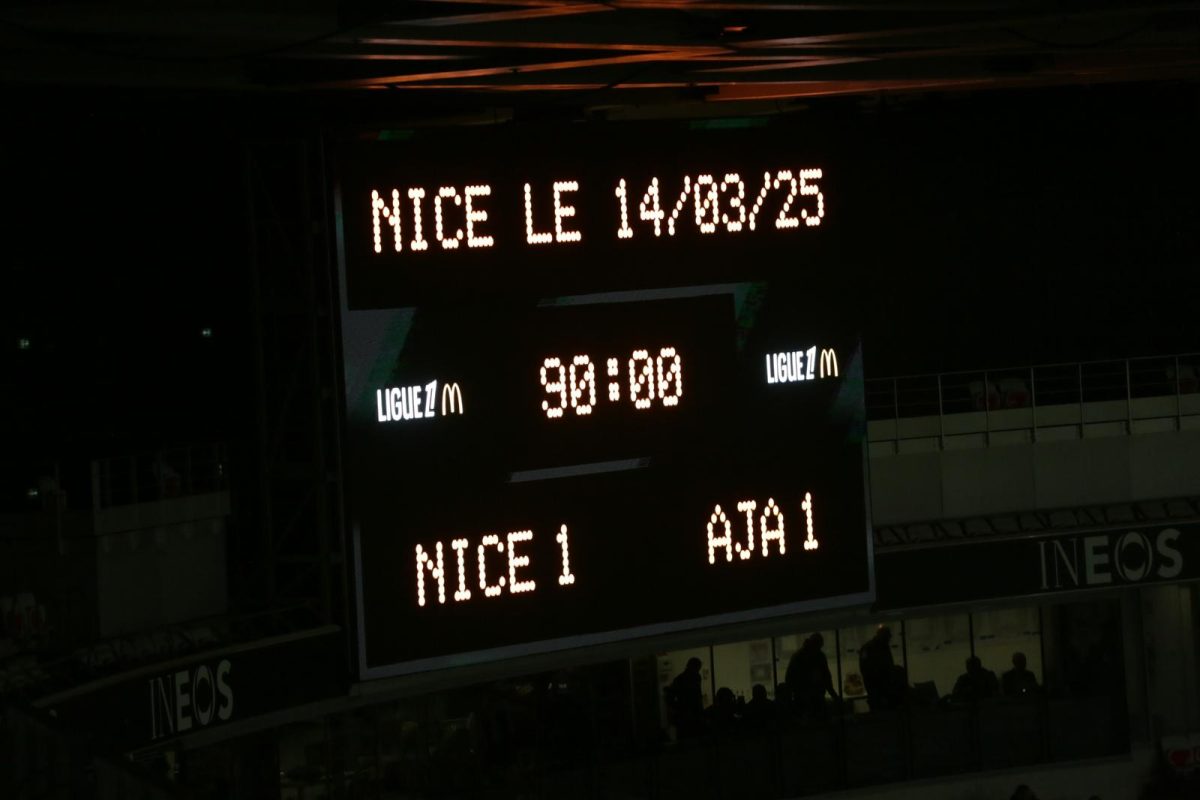 NICE LE 14/03/25
LIGUE 1
90:00
LIGUE 1
NICE 1
AJA 1
INEOS
INEOS